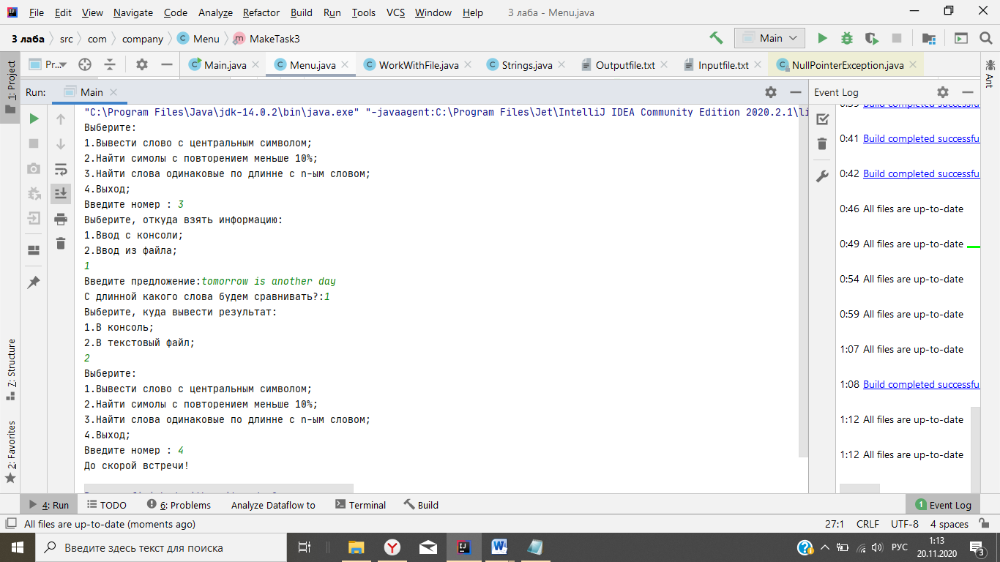 File Edit View Navigate Code Analyze Refactor Build Run Tools VCS Window Help 3 лаба - Menu.java
3 лаба src com company Menu MakeTask3 Main
1: Project Pr... Main.java Menu.java WorkWithFile.java Strings.java Outputfile.txt Inputfile.txt NullPointerException.java Ant
Run: Main Event Log
"C:\Program Files\Java\jdk-14.0.2\bin\java.exe" "-javaagent:C:\Program Files\Jet\IntelliJ IDEA Community Edition 2020.2.1\li
Выберите:
1.Вывести слово с центральным символом;
2.Найти симолы с повторением меньше 10%;
3.Найти слова одинаковые по длинне с n-ым словом;
4.Выход;
Введите номер : 3
Выберите, откуда взять информацию:
1.Ввод с консоли;
2.Ввод из файла;
1
Введите предложение:tomorrow is another day
С длинной какого слова будем сравнивать?:1
Выберите, куда вывести результат:
1.В консоль;
2.В текстовый файл;
2
Выберите:
1.Вывести слово с центральным символом;
2.Найти симолы с повторением меньше 10%;
3.Найти слова одинаковые по длинне с n-ым словом;
4.Выход;
Введите номер : 4
До скорой встречи!
0:39 Build completed successfu
0:41 Build completed successfu
0:42 Build completed successfu
0:46 All files are up-to-date
0:49 All files are up-to-date
0:54 All files are up-to-date
0:59 All files are up-to-date
1:07 All files are up-to-date
1:08 Build completed successfu
1:12 All files are up-to-date
1:12 All files are up-to-date
7: Structure
2: Favorites
4: Run TODO 6: Problems Analyze Dataflow to Terminal Build 1 Event Log
All files are up-to-date (moments ago) 27:1 CRLF UTF-8 4 spaces
Введите здесь текст для поиска РУС 1:13
20.11.2020 3